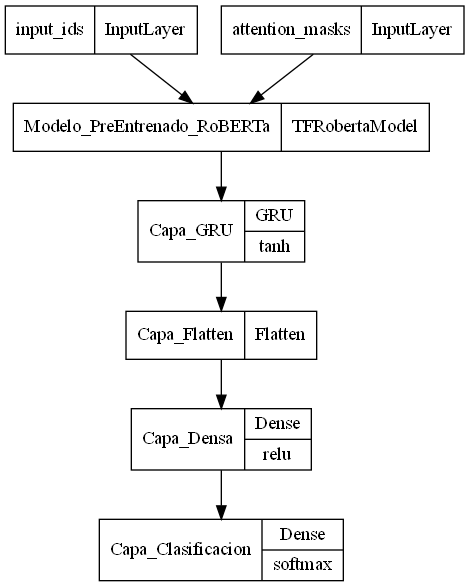 input_ids InputLayer attention_masks InputLayer
Modelo_PreEntrenado_RoBERTa TFRobertaModel
Capa_GRU GRU
tanh
Capa_Flatten Flatten
Capa_Densa Dense
relu
Capa_Clasificacion Dense
softmax